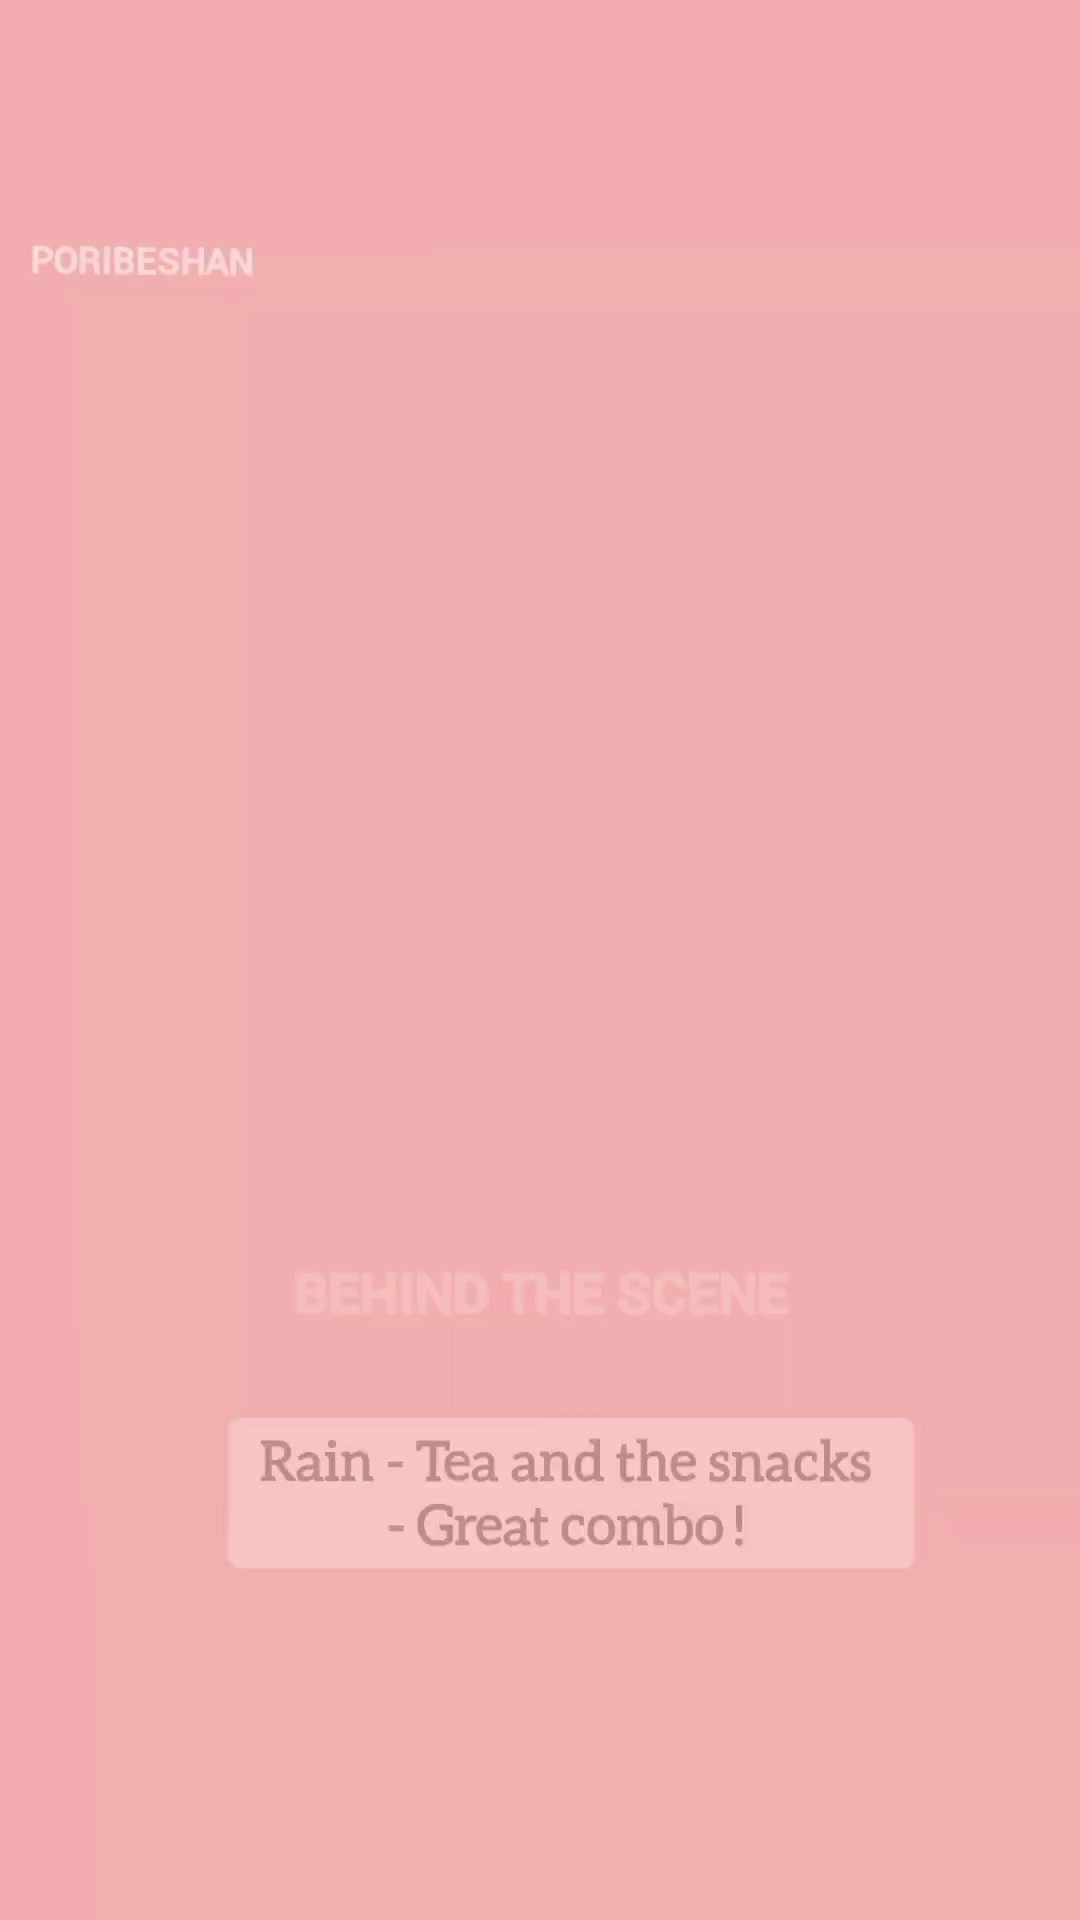 PORIBESHAN
BEHIND THE SCENE
Rain - Tea and the snacks
- Great combo!